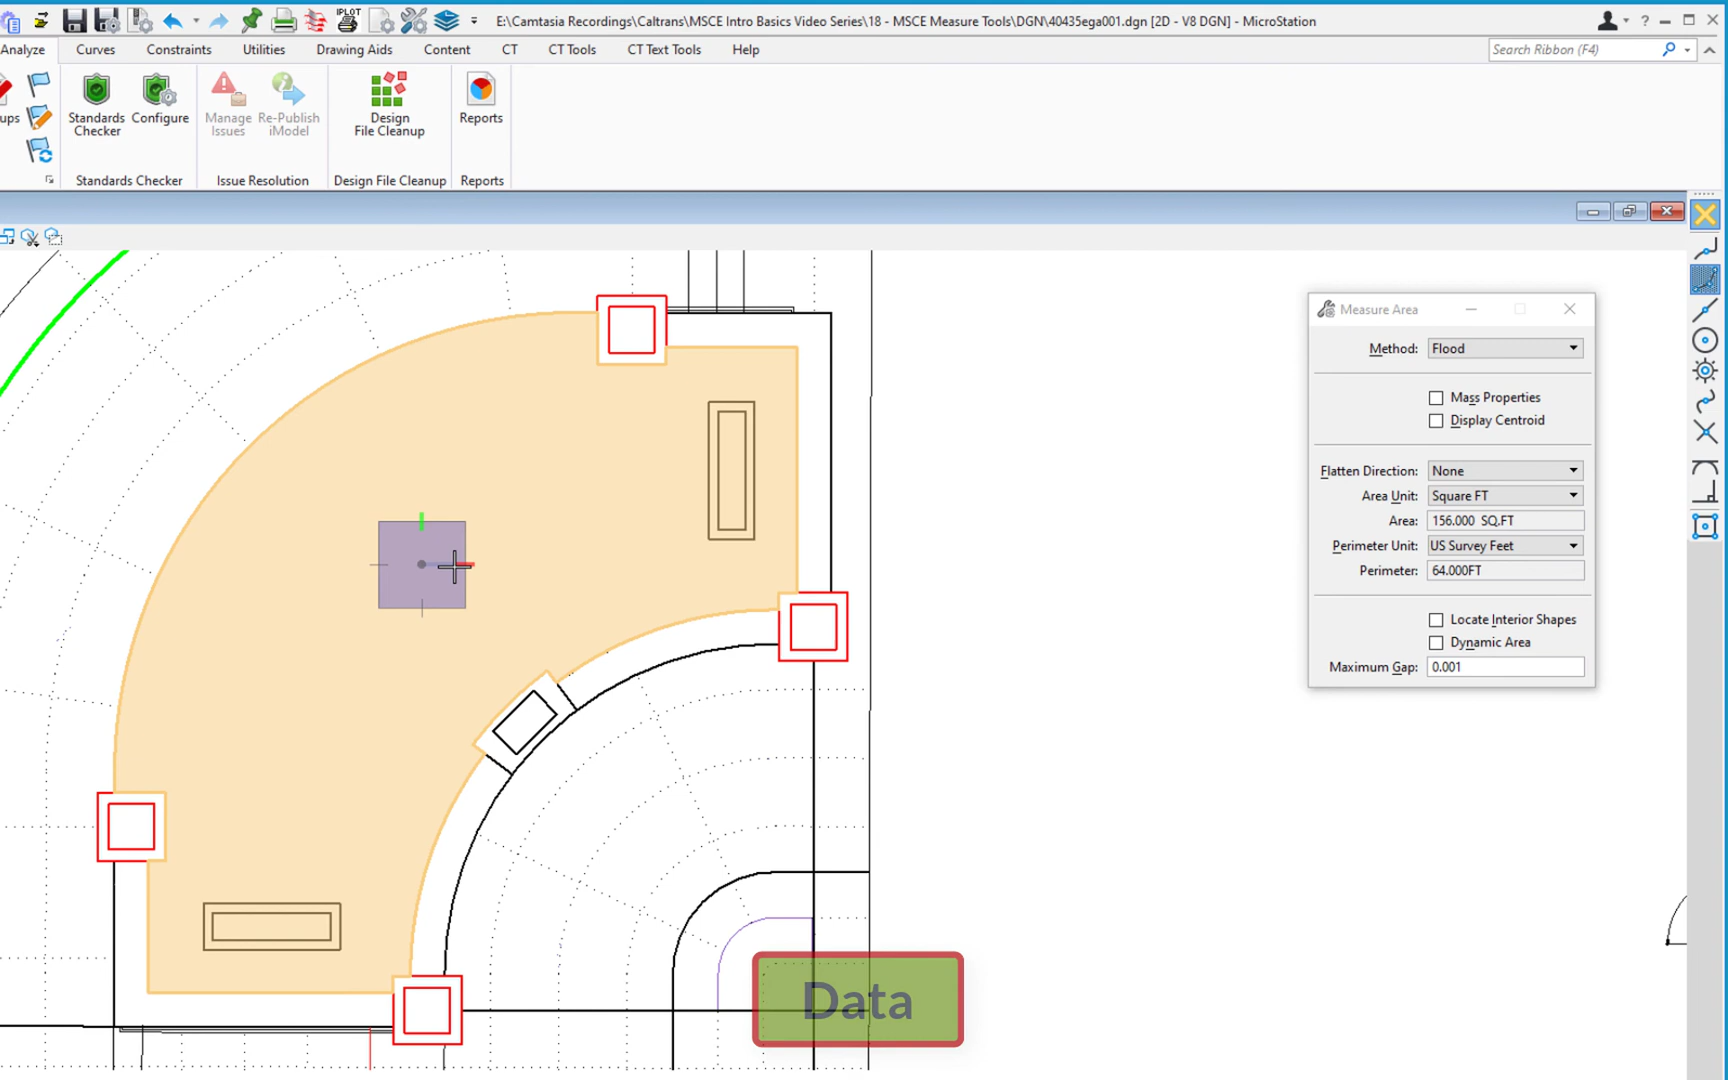 E:\Camtasia Recordings\Caltrans\MSCE Intro Basics Video Series\18 - MSCE Measure Tools\DGN\40435ega001.dgn [2D - V8 DGN] - MicroStation
IPLOT
Analyze Curves Constraints Utilities Drawing Aids Content CT CT Tools CT Text Tools Help
Search Ribbon (F4)
ups
Standards Checker
Configure
Manage Issues
Re-Publish iModel
Design File Cleanup
Reports
Standards Checker Issue Resolution Design File Cleanup Reports
Measure Area
Method: Flood
Mass Properties
Display Centroid
Flatten Direction: None
Area Unit: Square FT
Area: 156.000 SQ.FT
Perimeter Unit: US Survey Feet
Perimeter: 64.000FT
Locate Interior Shapes
Dynamic Area
Maximum Gap: 0.001
Data